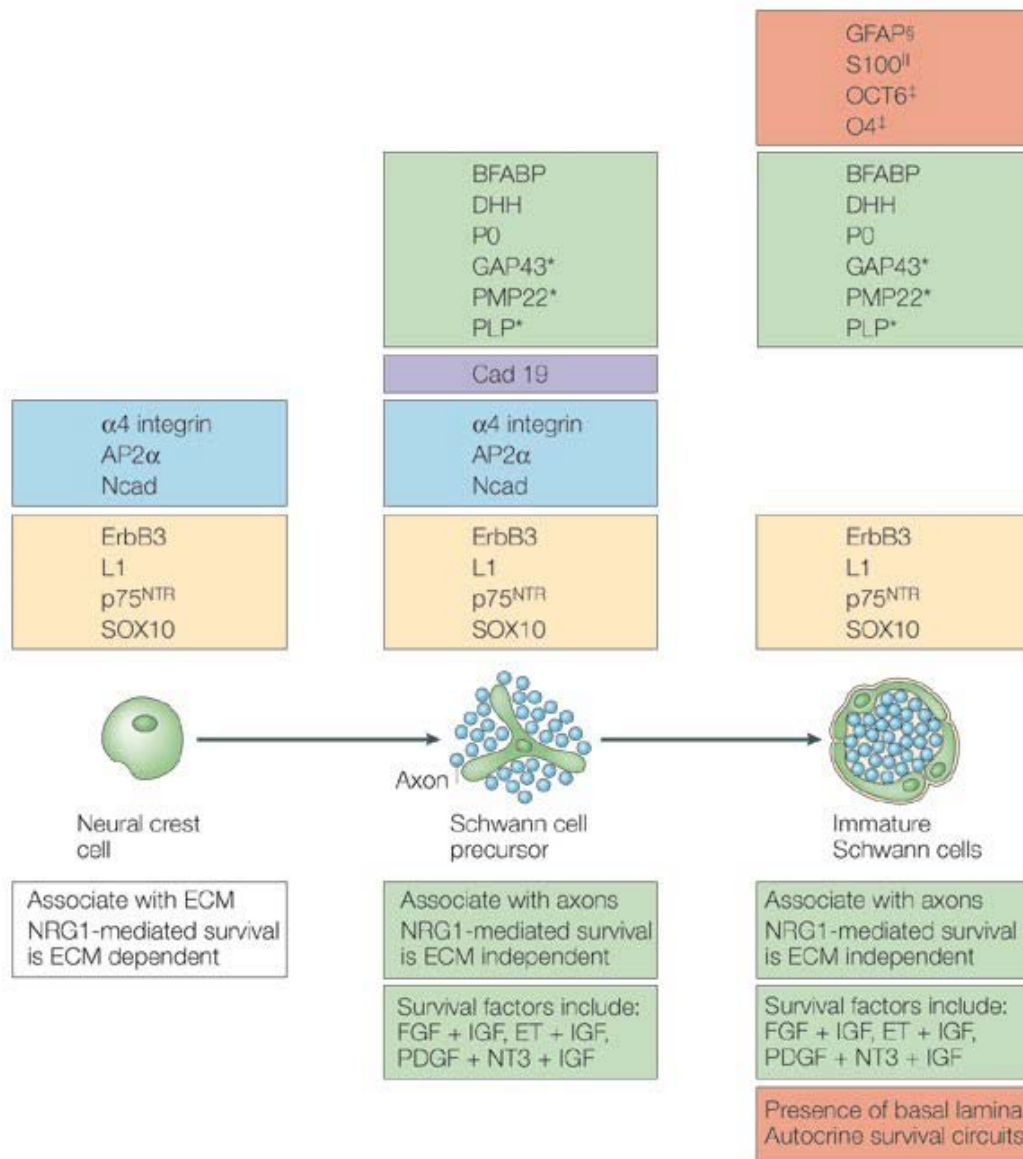 GFAP§
S100||
OCT6‡
O4‡
BFABP
DHH
P0
GAP43*
PMP22*
PLP*
BFABP
DHH
P0
GAP43*
PMP22*
PLP*
Cad 19
α4 integrin
AP2α
Ncad
α4 integrin
AP2α
Ncad
ErbB3
L1
p75NTR
SOX10
ErbB3
L1
p75NTR
SOX10
ErbB3
L1
p75NTR
SOX10
Axon
Neural crest
cell
Schwann cell
precursor
Immature
Schwann cells
Associate with ECM
NRG1-mediated survival
is ECM dependent
Associate with axons
NRG1-mediated survival
is ECM independent
Survival factors include:
FGF + IGF, ET + IGF,
PDGF + NT3 + IGF
Associate with axons
NRG1-mediated survival
is ECM independent
Survival factors include:
FGF + IGF, ET + IGF,
PDGF + NT3 + IGF
Presence of basal lamina
Autocrine survival circuits